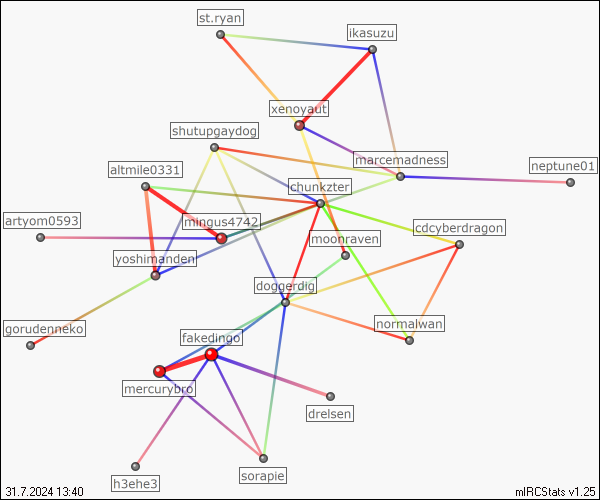 st.ryan
ikasuzu
xenoyaut
shutupgaydog
marcemadness
neptune01
altmile0331
chunkzter
artyom0593
mingus4742
cdcyberdragon
moonraven
yoshimanden
doggerdig
gorudenneko
normalwan
fakedingo
mercurybro
drelsen
h3ehe3
sorapie
31.7.2024 13:40
mIRCStats v1.25